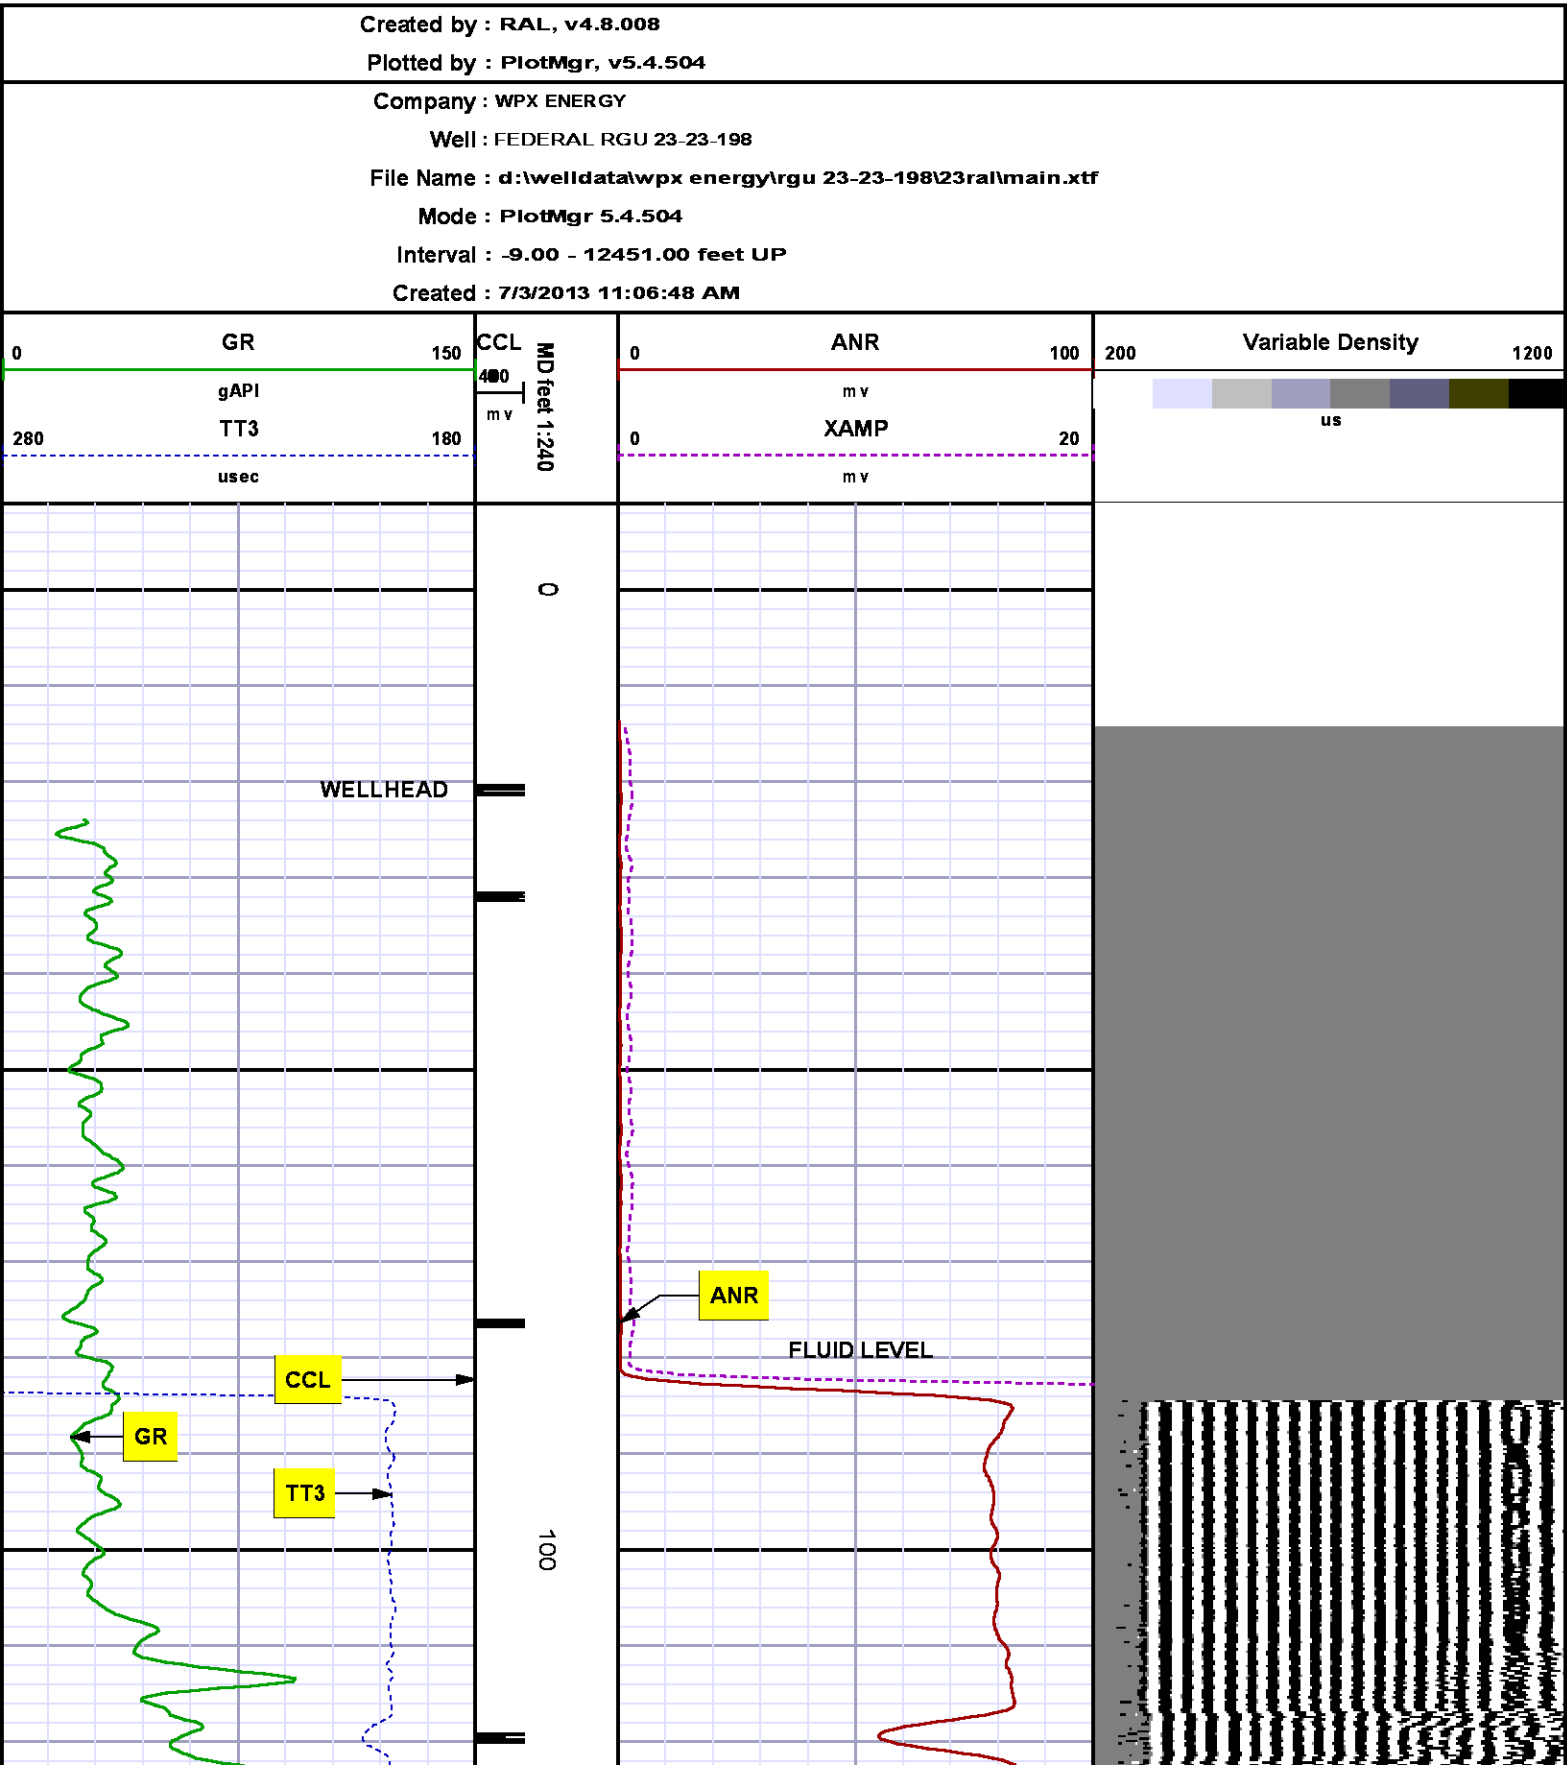 Created by : RAL, v4.8.008
Plotted by : PlotMgr, v5.4.504
Company : WPX ENERGY
Well : FEDERAL RGU 23-23-198
File Name : d:\welldata\wpx energy\rgu 23-23-198\23ral\main.xtf
Mode : PlotMgr 5.4.504
Interval : -9.00 - 12451.00 feet UP
Created : 7/3/2013 11:06:48 AM
0 GR 150
gAPI
280 TT3 180
usec
CCL
mv
MD feet 1:240
0 ANR 100
mv
0 XAMP 20
mv
200 Variable Density 1200
us
0
WELLHEAD
ANR
FLUID LEVEL
CCL
GR
TT3
100